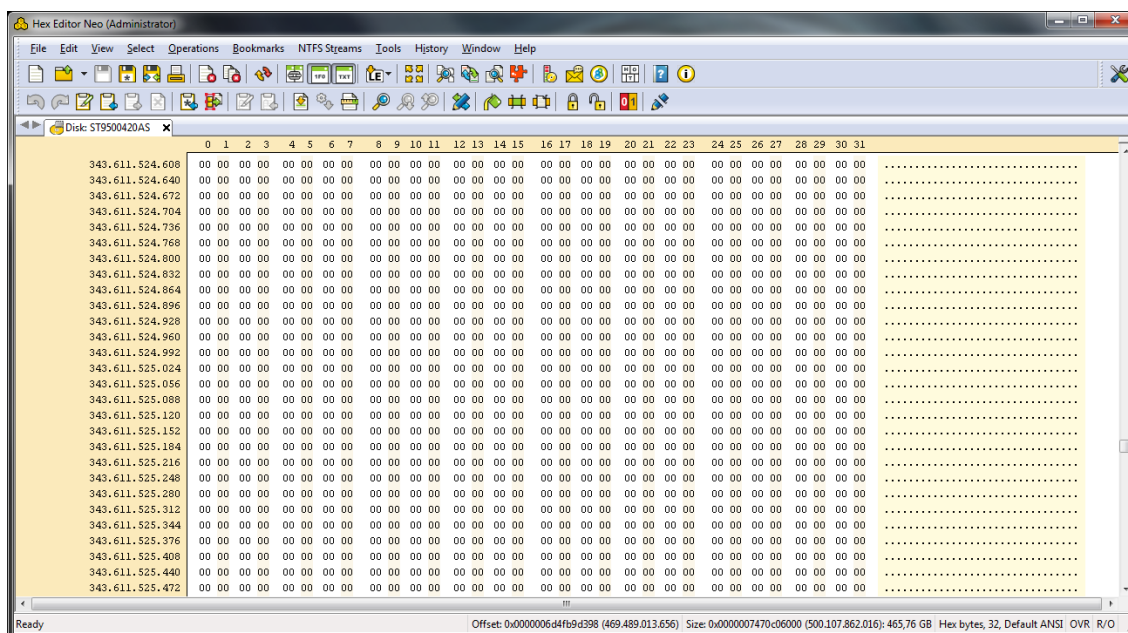 Hex Editor Neo (Administrator)
File Edit View Select Operations Bookmarks NTFS Streams Tools History Window Help
Disk: ST9500420AS
0 1 2 3 4 5 6 7 8 9 10 11 12 13 14 15 16 17 18 19 20 21 22 23 24 25 26 27 28 29 30 31
343.611.524.608 00 00 00 00 00 00 00 00 00 00 00 00 00 00 00 00 00 00 00 00 00 00 00 00 00 00 00 00 00 00 00 00 ................................
343.611.524.640 00 00 00 00 00 00 00 00 00 00 00 00 00 00 00 00 00 00 00 00 00 00 00 00 00 00 00 00 00 00 00 00 ................................
343.611.524.672 00 00 00 00 00 00 00 00 00 00 00 00 00 00 00 00 00 00 00 00 00 00 00 00 00 00 00 00 00 00 00 00 ................................
343.611.524.704 00 00 00 00 00 00 00 00 00 00 00 00 00 00 00 00 00 00 00 00 00 00 00 00 00 00 00 00 00 00 00 00 ................................
343.611.524.736 00 00 00 00 00 00 00 00 00 00 00 00 00 00 00 00 00 00 00 00 00 00 00 00 00 00 00 00 00 00 00 00 ................................
343.611.524.768 00 00 00 00 00 00 00 00 00 00 00 00 00 00 00 00 00 00 00 00 00 00 00 00 00 00 00 00 00 00 00 00 ................................
343.611.524.800 00 00 00 00 00 00 00 00 00 00 00 00 00 00 00 00 00 00 00 00 00 00 00 00 00 00 00 00 00 00 00 00 ................................
343.611.524.832 00 00 00 00 00 00 00 00 00 00 00 00 00 00 00 00 00 00 00 00 00 00 00 00 00 00 00 00 00 00 00 00 ................................
343.611.524.864 00 00 00 00 00 00 00 00 00 00 00 00 00 00 00 00 00 00 00 00 00 00 00 00 00 00 00 00 00 00 00 00 ................................
343.611.524.896 00 00 00 00 00 00 00 00 00 00 00 00 00 00 00 00 00 00 00 00 00 00 00 00 00 00 00 00 00 00 00 00 ................................
343.611.524.928 00 00 00 00 00 00 00 00 00 00 00 00 00 00 00 00 00 00 00 00 00 00 00 00 00 00 00 00 00 00 00 00 ................................
343.611.524.960 00 00 00 00 00 00 00 00 00 00 00 00 00 00 00 00 00 00 00 00 00 00 00 00 00 00 00 00 00 00 00 00 ................................
343.611.524.992 00 00 00 00 00 00 00 00 00 00 00 00 00 00 00 00 00 00 00 00 00 00 00 00 00 00 00 00 00 00 00 00 ................................
343.611.525.024 00 00 00 00 00 00 00 00 00 00 00 00 00 00 00 00 00 00 00 00 00 00 00 00 00 00 00 00 00 00 00 00 ................................
343.611.525.056 00 00 00 00 00 00 00 00 00 00 00 00 00 00 00 00 00 00 00 00 00 00 00 00 00 00 00 00 00 00 00 00 ................................
343.611.525.088 00 00 00 00 00 00 00 00 00 00 00 00 00 00 00 00 00 00 00 00 00 00 00 00 00 00 00 00 00 00 00 00 ................................
343.611.525.120 00 00 00 00 00 00 00 00 00 00 00 00 00 00 00 00 00 00 00 00 00 00 00 00 00 00 00 00 00 00 00 00 ................................
343.611.525.152 00 00 00 00 00 00 00 00 00 00 00 00 00 00 00 00 00 00 00 00 00 00 00 00 00 00 00 00 00 00 00 00 ................................
343.611.525.184 00 00 00 00 00 00 00 00 00 00 00 00 00 00 00 00 00 00 00 00 00 00 00 00 00 00 00 00 00 00 00 00 ................................
343.611.525.216 00 00 00 00 00 00 00 00 00 00 00 00 00 00 00 00 00 00 00 00 00 00 00 00 00 00 00 00 00 00 00 00 ................................
343.611.525.248 00 00 00 00 00 00 00 00 00 00 00 00 00 00 00 00 00 00 00 00 00 00 00 00 00 00 00 00 00 00 00 00 ................................
343.611.525.280 00 00 00 00 00 00 00 00 00 00 00 00 00 00 00 00 00 00 00 00 00 00 00 00 00 00 00 00 00 00 00 00 ................................
343.611.525.312 00 00 00 00 00 00 00 00 00 00 00 00 00 00 00 00 00 00 00 00 00 00 00 00 00 00 00 00 00 00 00 00 ................................
343.611.525.344 00 00 00 00 00 00 00 00 00 00 00 00 00 00 00 00 00 00 00 00 00 00 00 00 00 00 00 00 00 00 00 00 ................................
343.611.525.376 00 00 00 00 00 00 00 00 00 00 00 00 00 00 00 00 00 00 00 00 00 00 00 00 00 00 00 00 00 00 00 00 ................................
343.611.525.408 00 00 00 00 00 00 00 00 00 00 00 00 00 00 00 00 00 00 00 00 00 00 00 00 00 00 00 00 00 00 00 00 ................................
343.611.525.440 00 00 00 00 00 00 00 00 00 00 00 00 00 00 00 00 00 00 00 00 00 00 00 00 00 00 00 00 00 00 00 00 ................................
343.611.525.472 00 00 00 00 00 00 00 00 00 00 00 00 00 00 00 00 00 00 00 00 00 00 00 00 00 00 00 00 00 00 00 00 ................................
Ready Offset: 0x0000006d4fb9d398 (469.489.013.656) Size: 0x0000007470c06000 (500.107.862.016): 465,76 GB Hex bytes, 32, Default ANSI OVR R/O